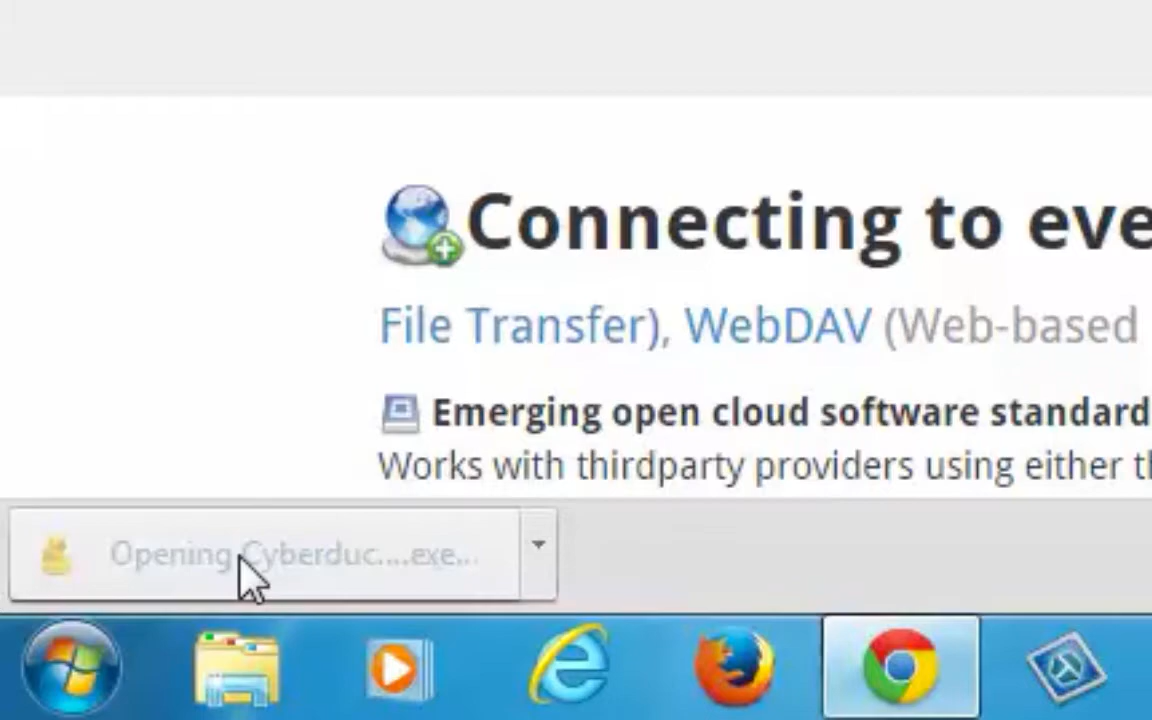 Connecting to eve
File Transfer), WebDAV (Web-based
Emerging open cloud software standard
Works with thirdparty providers using either th
Opening Cyberduc....exe...